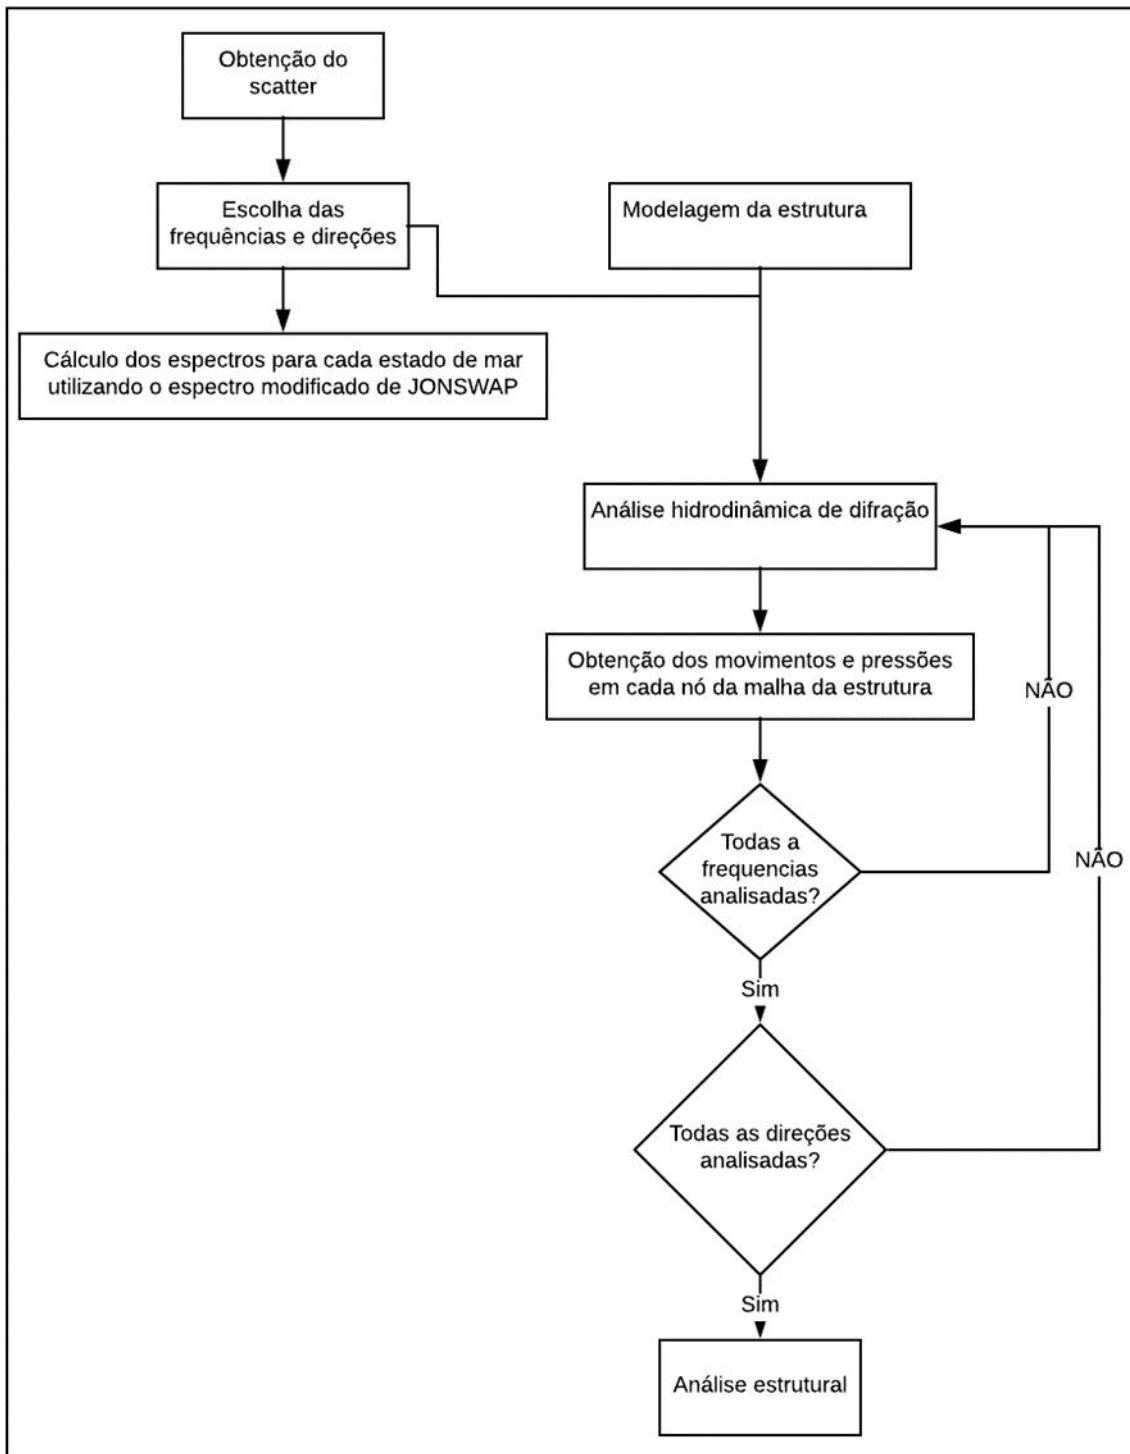 Obtenção do
scatter
Escolha das
frequências e direções
Modelagem da estrutura
Cálculo dos espectros para cada estado de mar
utilizando o espectro modificado de JONSWAP
Análise hidrodinâmica de difração
Obtenção dos movimentos e pressões
em cada nó da malha da estrutura
NÃO
Todas a
frequencias
analisadas?
NÃO
Sim
Todas as direções
analisadas?
Sim
Análise estrutural